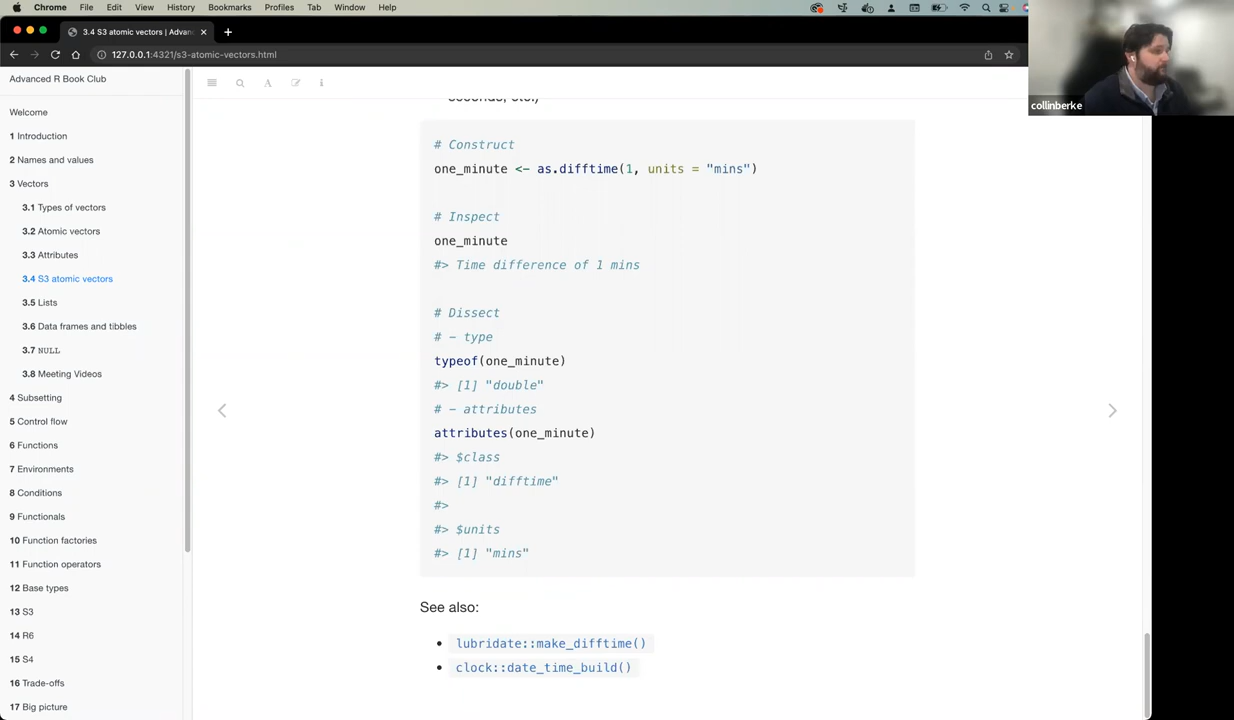 Chrome File Edit View History Bookmarks Profiles Tab Window Help
3.4 S3 atomic vectors | Advan
127.0.0.1:4321/s3-atomic-vectors.html
collinberke
Advanced R Book Club
Welcome
1 Introduction
2 Names and values
3 Vectors
3.1 Types of vectors
3.2 Atomic vectors
3.3 Attributes
3.4 S3 atomic vectors
3.5 Lists
3.6 Data frames and tibbles
3.7 NULL
3.8 Meeting Videos
4 Subsetting
5 Control flow
6 Functions
7 Environments
8 Conditions
9 Functionals
10 Function factories
11 Function operators
12 Base types
13 S3
14 R6
15 S4
16 Trade-offs
17 Big picture
seconds, etc.)
# Construct
one_minute <- as.difftime(1, units = "mins")
# Inspect
one_minute
#> Time difference of 1 mins
# Dissect
# - type
typeof(one_minute)
#> [1] "double"
# - attributes
attributes(one_minute)
#> $class
#> [1] "difftime"
#>
#> $units
#> [1] "mins"
See also:
• lubridate::make_difftime()
• clock::date_time_build()